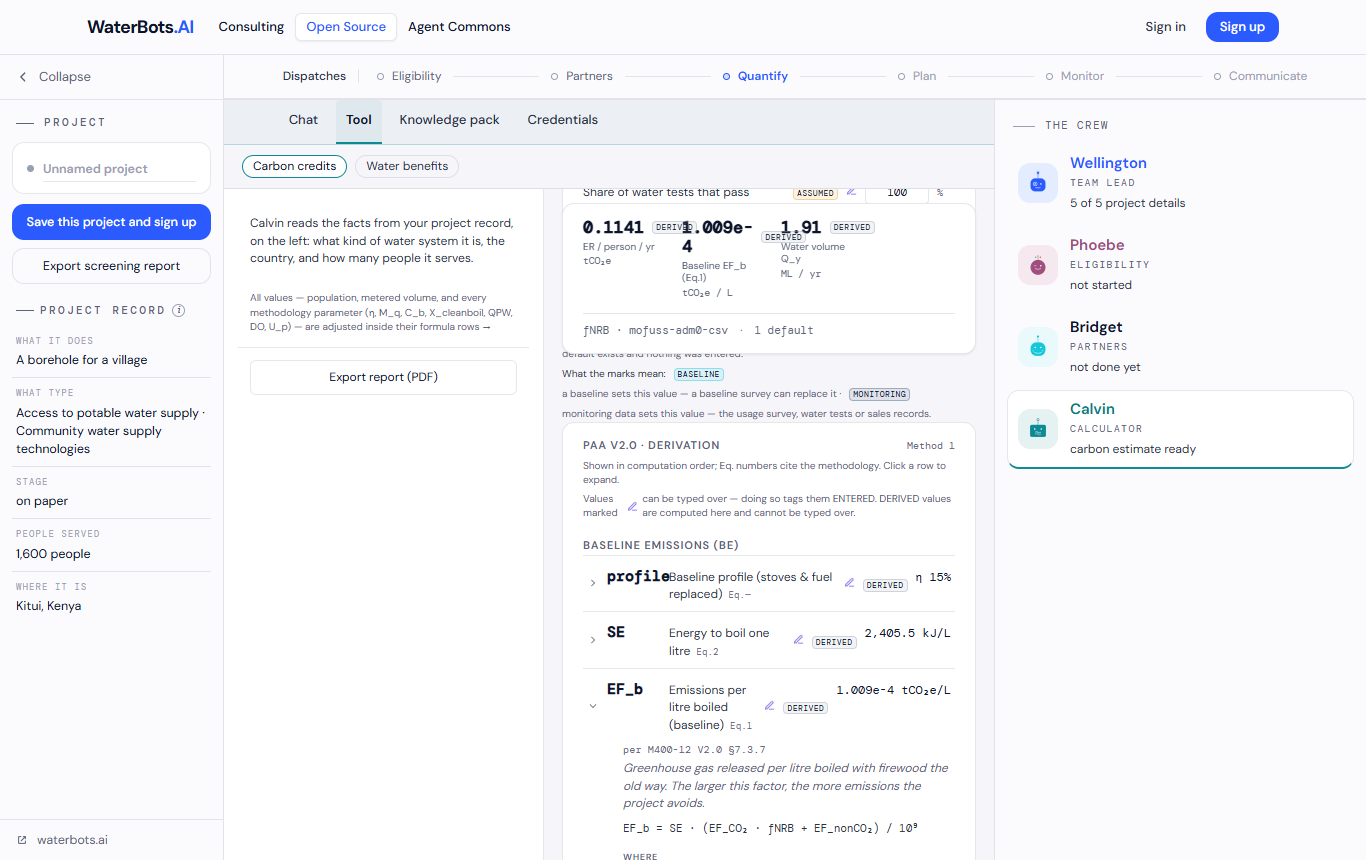 WaterBots.AI
Consulting
Open Source
Agent Commons
Sign in
Sign up
Collapse
Dispatches
Eligibility
Partners
Quantify
Plan
Monitor
Communicate
PROJECT
Unnamed project
Save this project and sign up
Export screening report
PROJECT RECORD
WHAT IT DOES
A borehole for a village
WHAT TYPE
Access to potable water supply ·
Community water supply
technologies
STAGE
on paper
PEOPLE SERVED
1,600 people
WHERE IT IS
Kitui, Kenya
waterbots.ai
Chat
Tool
Knowledge pack
Credentials
Carbon credits
Water benefits
Calvin reads the facts from your project record,
on the left: what kind of water system it is, the
country, and how many people it serves.
All values — population, metered volume, and every
methodology parameter (η, M_q, C_b, X_cleanboil, QPW,
DO, U_p) — are adjusted inside their formula rows →
Export report (PDF)
Share of water tests that pass ASSUMED 100 %
0.1141 DERIVED
ER / person / yr
tCO₂e
1.009e-
4 DERIVED
Baseline EF_b
(Eq.1)
tCO₂e / L
1.91 DERIVED
Water volume
Q_y
ML / yr
ƒNRB · mofuss-adm0-csv · 1 default
default exists and nothing was entered.
What the marks mean: BASELINE
a baseline sets this value — a baseline survey can replace it · MONITORING
monitoring data sets this value — the usage survey, water tests or sales records.
PAA V2.0 · DERIVATION
Method 1
Shown in computation order; Eq. numbers cite the methodology. Click a row to
expand.
Values marked can be typed over — doing so tags them ENTERED. DERIVED values
are computed here and cannot be typed over.
BASELINE EMISSIONS (BE)
profile Baseline profile (stoves & fuel
replaced) Eq.— DERIVED η 15%
SE Energy to boil one
litre Eq.2 DERIVED 2,405.5 kJ/L
EF_b Emissions per
litre boiled
(baseline) Eq.1 DERIVED 1.009e-4 tCO₂e/L
per M400-12 V2.0 §7.3.7
Greenhouse gas released per litre boiled with firewood the
old way. The larger this factor, the more emissions the
project avoids.
EF_b = SE · (EF_CO₂ · ƒNRB + EF_nonCO₂) / 10⁹
WHERE
THE CREW
Wellington
TEAM LEAD
5 of 5 project details
Phoebe
ELIGIBILITY
not started
Bridget
PARTNERS
not done yet
Calvin
CALCULATOR
carbon estimate ready